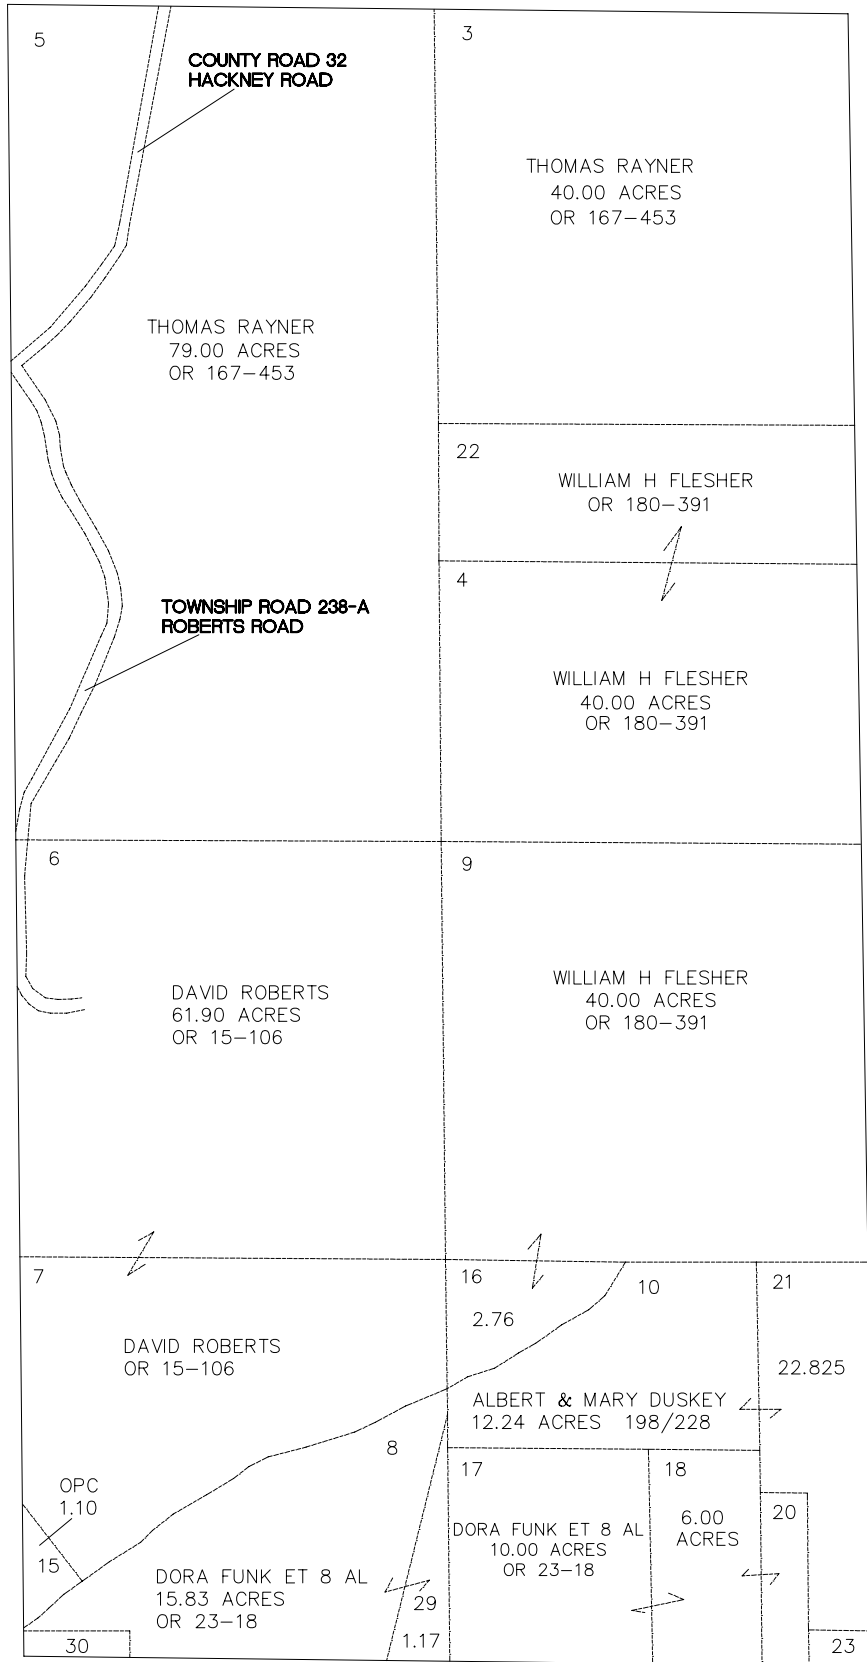 5
COUNTY ROAD 32
HACKNEY ROAD
3
THOMAS RAYNER
40.00 ACRES
OR 167-453
THOMAS RAYNER
79.00 ACRES
OR 167-453
22
WILLIAM H FLESHER
OR 180-391
4
TOWNSHIP ROAD 238-A
ROBERTS ROAD
WILLIAM H FLESHER
40.00 ACRES
OR 180-391
6
9
DAVID ROBERTS
61.90 ACRES
OR 15-106
WILLIAM H FLESHER
40.00 ACRES
OR 180-391
7
16
10
21
2.76
DAVID ROBERTS
OR 15-106
22.825
ALBERT & MARY DUSKEY
12.24 ACRES 198/228
8
17
18
OPC
1.10
20
6.00
ACRES
DORA FUNK ET 8 AL
10.00 ACRES
OR 23-18
15
DORA FUNK ET 8 AL
15.83 ACRES
OR 23-18
29
1.17
30
23